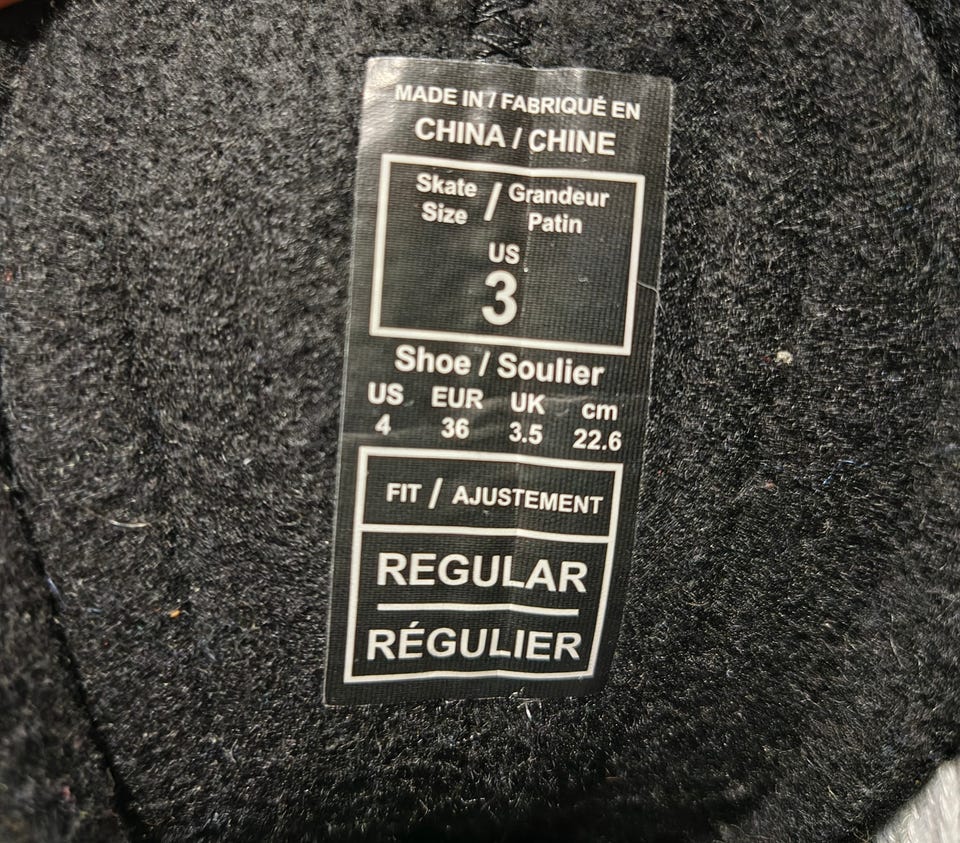 MADE IN / FABRIQUÉ EN
CHINA / CHINE
Skate Size / Grandeur Patin
US
3
Shoe / Soulier
US EUR UK cm
4 36 3.5 22.6
FIT / AJUSTEMENT
REGULAR
RÉGULIER